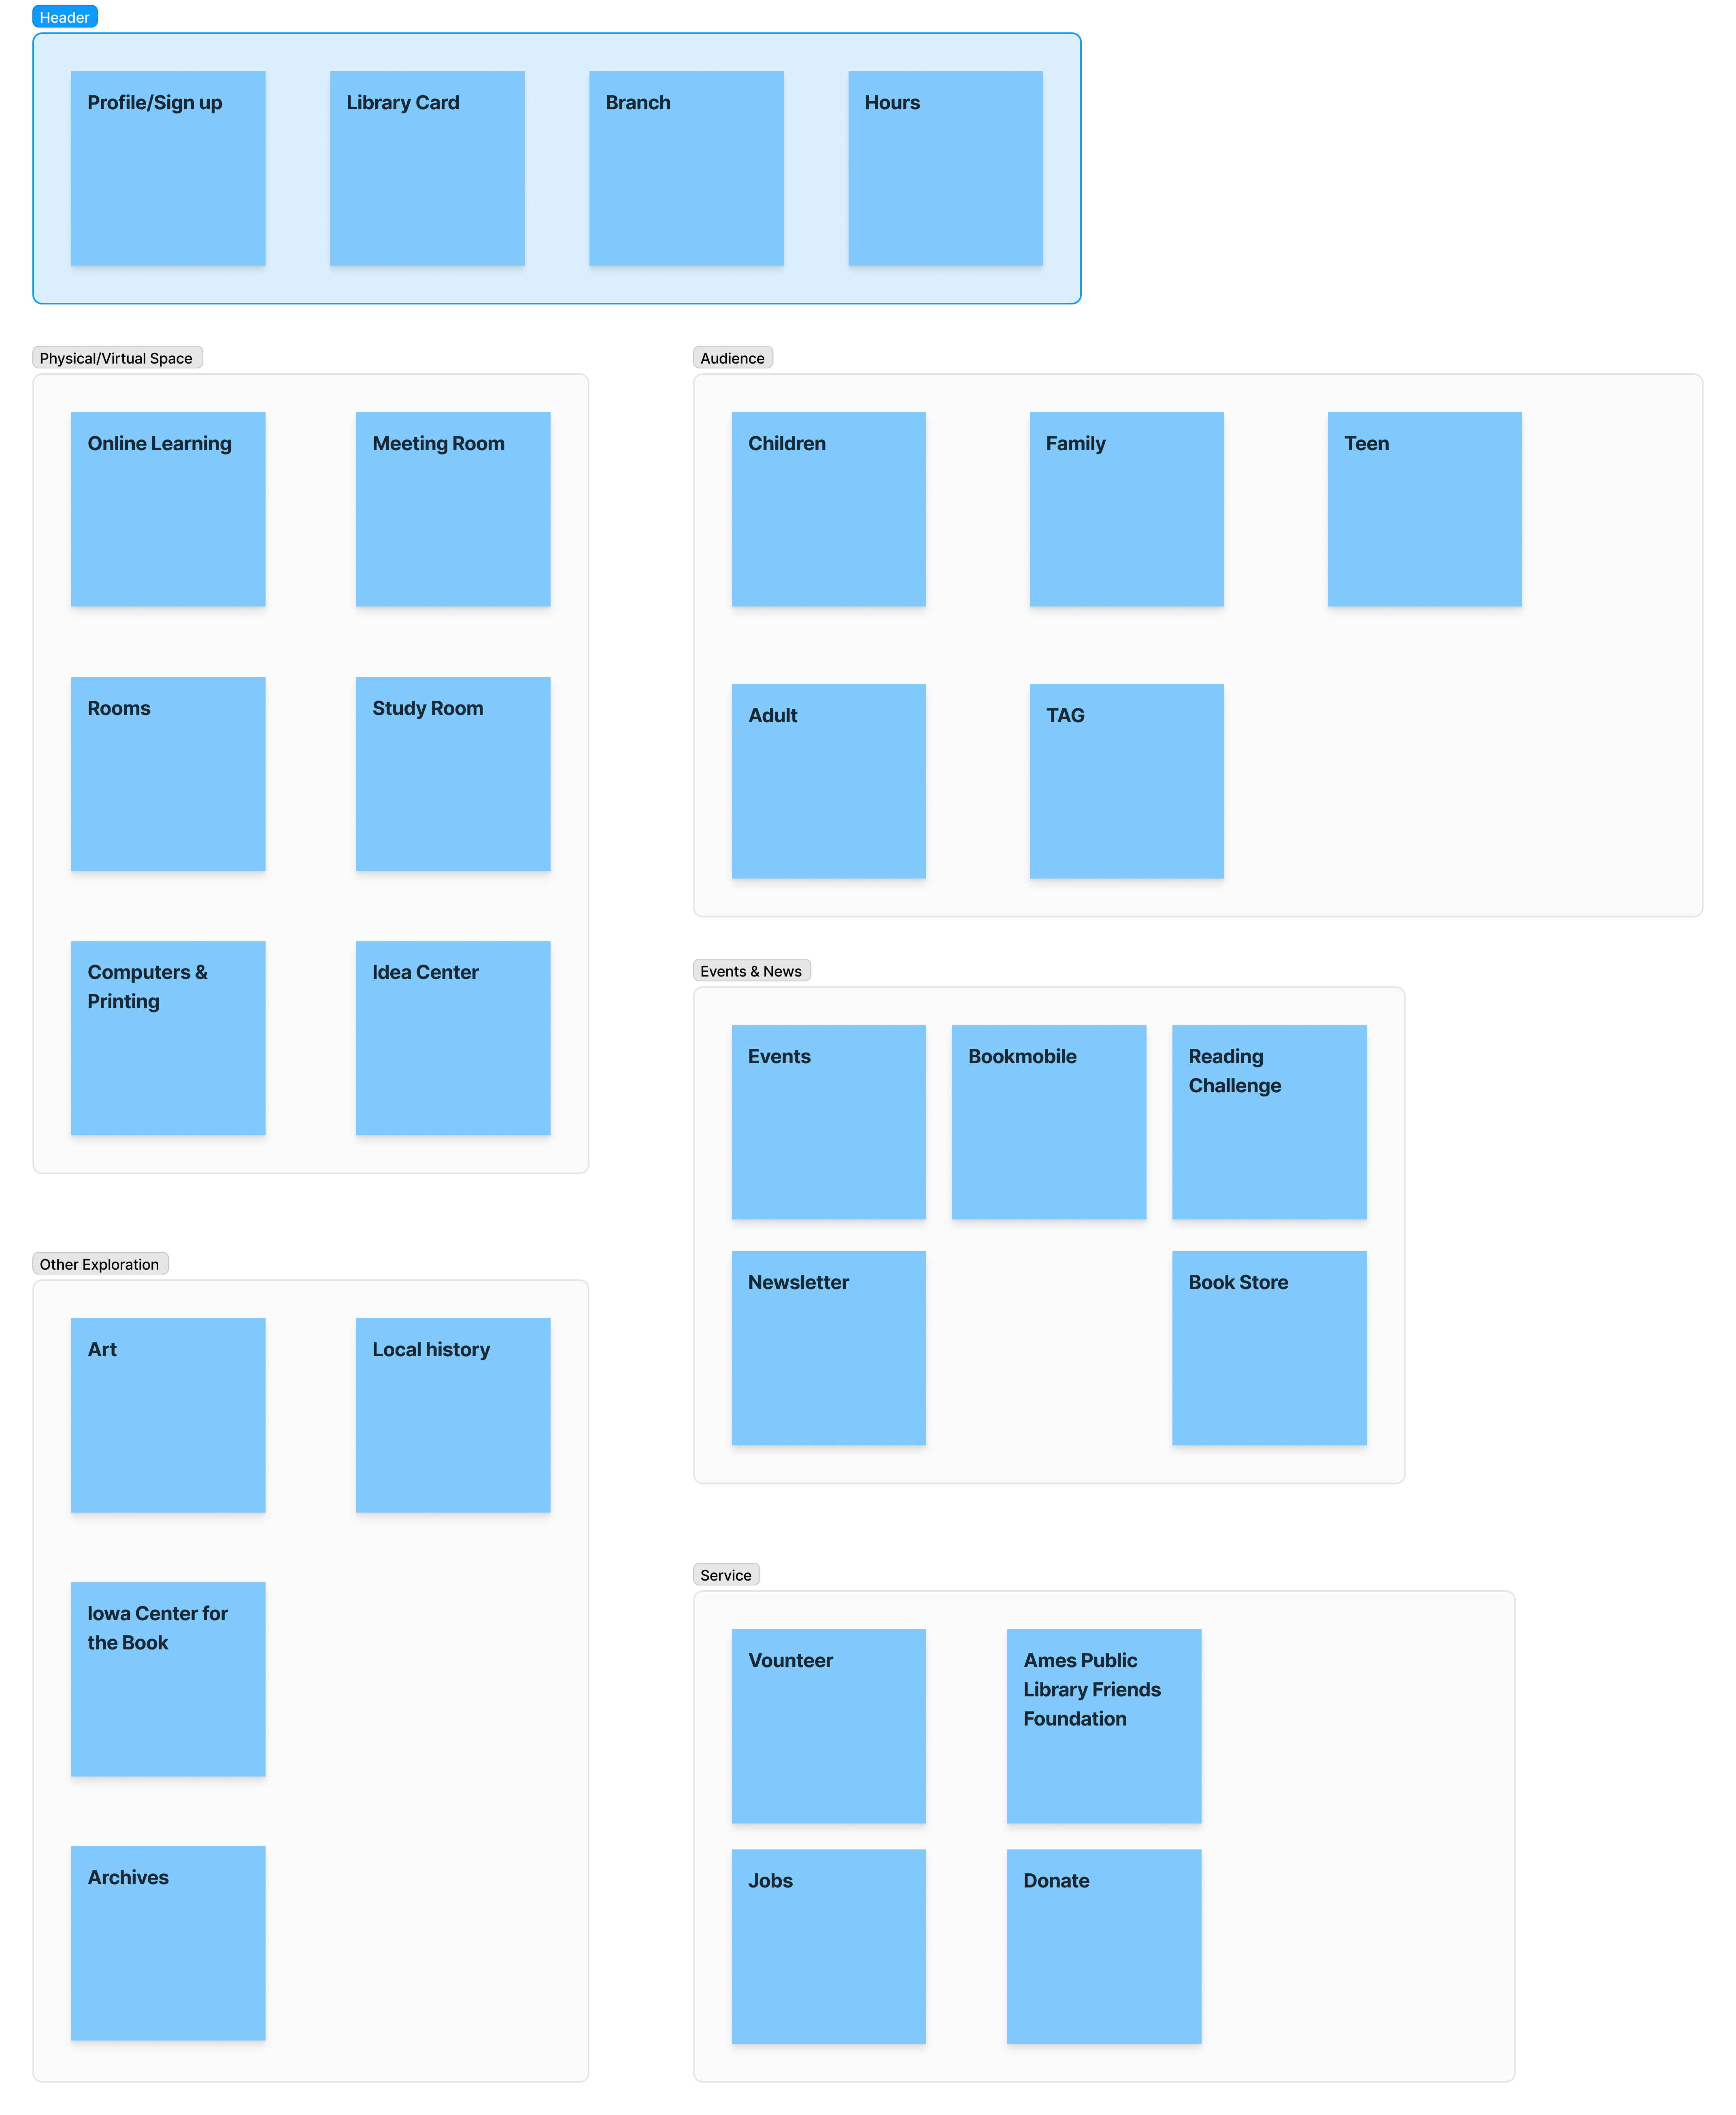 Header
Profile/Sign up
Library Card
Branch
Hours
Physical/Virtual Space
Online Learning
Meeting Room
Rooms
Study Room
Computers &
Printing
Idea Center
Audience
Children
Family
Teen
Adult
TAG
Events & News
Events
Bookmobile
Reading
Challenge
Newsletter
Book Store
Other Exploration
Art
Local history
Iowa Center for
the Book
Archives
Service
Vounteer
Ames Public
Library Friends
Foundation
Jobs
Donate